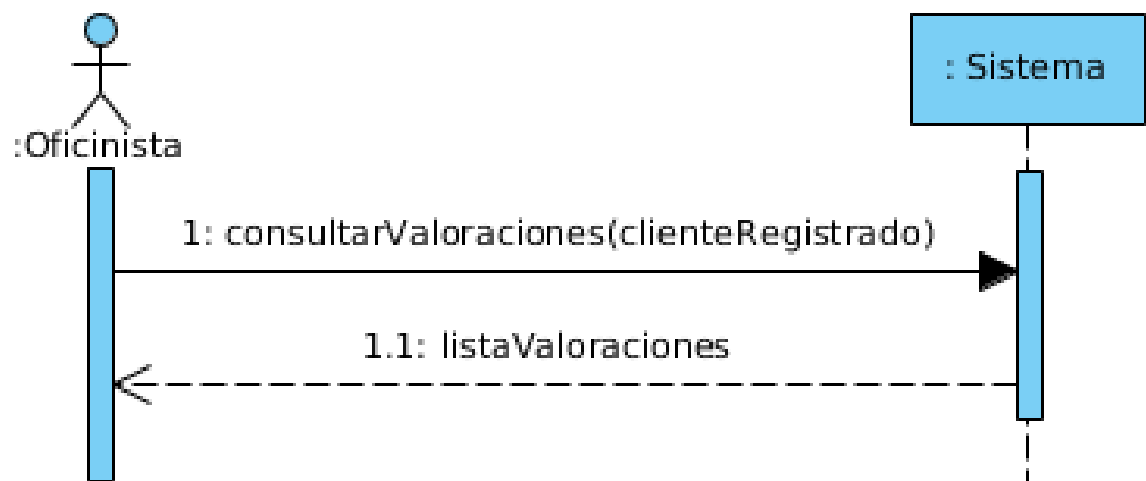 : Sistema
:Oficinista
1: consultarValoraciones(clienteRegistrado)
1.1: listaValoraciones